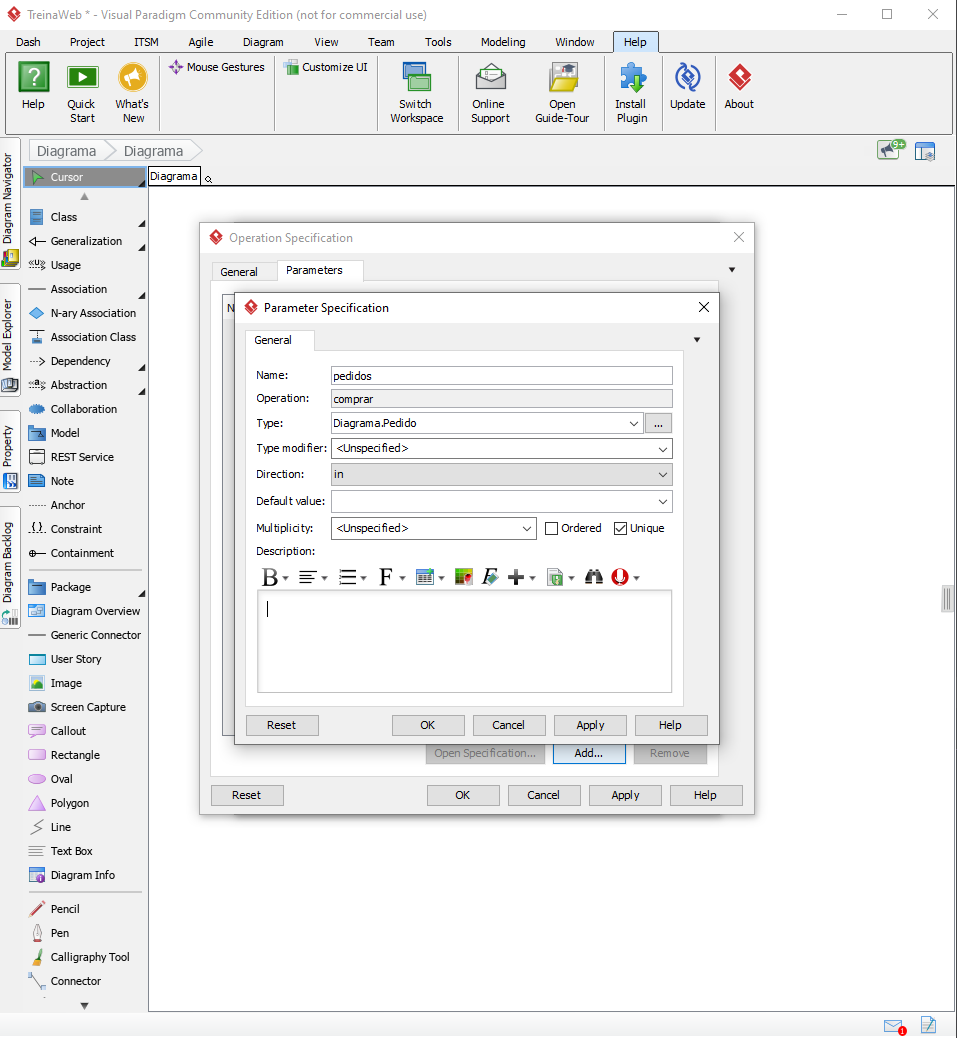 TreinaWeb * - Visual Paradigm Community Edition (not for commercial use)
Dash Project ITSM Agile Diagram View Team Tools Modeling Window Help
Help
Quick Start
What's New
Mouse Gestures
Customize UI
Switch Workspace
Online Support
Open Guide-Tour
Install Plugin
Update
About
Diagram Navigator
Model Explorer
Property
Diagram Backlog
Diagrama Diagrama
9+
Cursor
Diagrama
Class
Generalization
Usage
Association
N-ary Association
Association Class
Dependency
Abstraction
Collaboration
Model
REST Service
Note
Anchor
Constraint
Containment
Package
Diagram Overview
Generic Connector
User Story
Image
Screen Capture
Callout
Rectangle
Oval
Polygon
Line
Text Box
Diagram Info
Pencil
Pen
Calligraphy Tool
Connector
Operation Specification
General Parameters
N
Parameter Specification
General
Name: pedidos
Operation: comprar
Type: Diagrama.Pedido ...
Type modifier: <Unspecified>
Direction: in
Default value:
Multiplicity: <Unspecified> Ordered Unique
Description:
B F F
Reset OK Cancel Apply Help
Open Specification... Add... Remove
Reset OK Cancel Apply Help
1